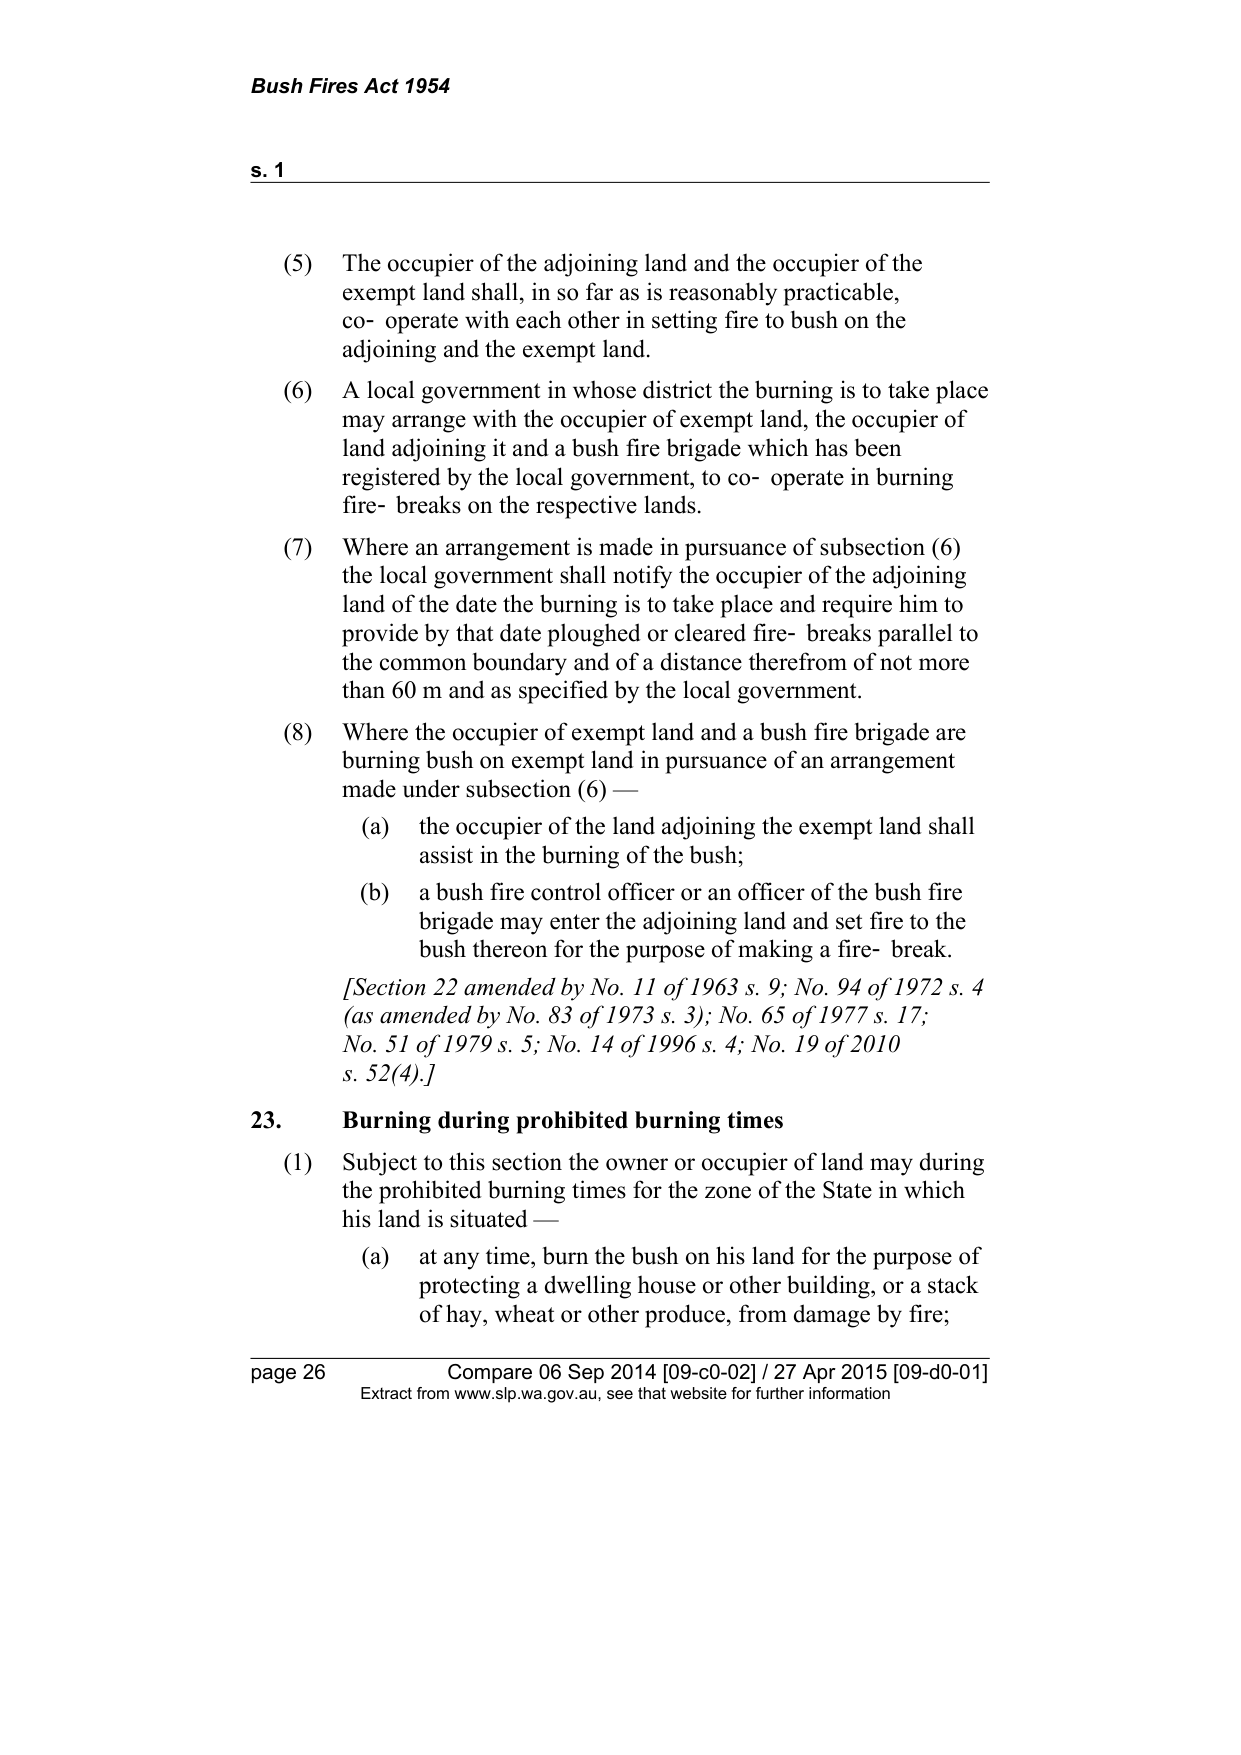 Bush Fires Act 1954
s. 1
(5) The occupier of the adjoining land and the occupier of the
exempt land shall, in so far as is reasonably practicable,
co- operate with each other in setting fire to bush on the
adjoining and the exempt land.
(6) A local government in whose district the burning is to take place
may arrange with the occupier of exempt land, the occupier of
land adjoining it and a bush fire brigade which has been
registered by the local government, to co- operate in burning
fire- breaks on the respective lands.
(7) Where an arrangement is made in pursuance of subsection (6)
the local government shall notify the occupier of the adjoining
land of the date the burning is to take place and require him to
provide by that date ploughed or cleared fire- breaks parallel to
the common boundary and of a distance therefrom of not more
than 60 m and as specified by the local government.
(8) Where the occupier of exempt land and a bush fire brigade are
burning bush on exempt land in pursuance of an arrangement
made under subsection (6) —
(a) the occupier of the land adjoining the exempt land shall
assist in the burning of the bush;
(b) a bush fire control officer or an officer of the bush fire
brigade may enter the adjoining land and set fire to the
bush thereon for the purpose of making a fire- break.
[Section 22 amended by No. 11 of 1963 s. 9; No. 94 of 1972 s. 4
(as amended by No. 83 of 1973 s. 3); No. 65 of 1977 s. 17;
No. 51 of 1979 s. 5; No. 14 of 1996 s. 4; No. 19 of 2010
s. 52(4).]
23. Burning during prohibited burning times
(1) Subject to this section the owner or occupier of land may during
the prohibited burning times for the zone of the State in which
his land is situated —
(a) at any time, burn the bush on his land for the purpose of
protecting a dwelling house or other building, or a stack
of hay, wheat or other produce, from damage by fire;
page 26 Compare 06 Sep 2014 [09-c0-02] / 27 Apr 2015 [09-d0-01]
Extract from www.slp.wa.gov.au, see that website for further information